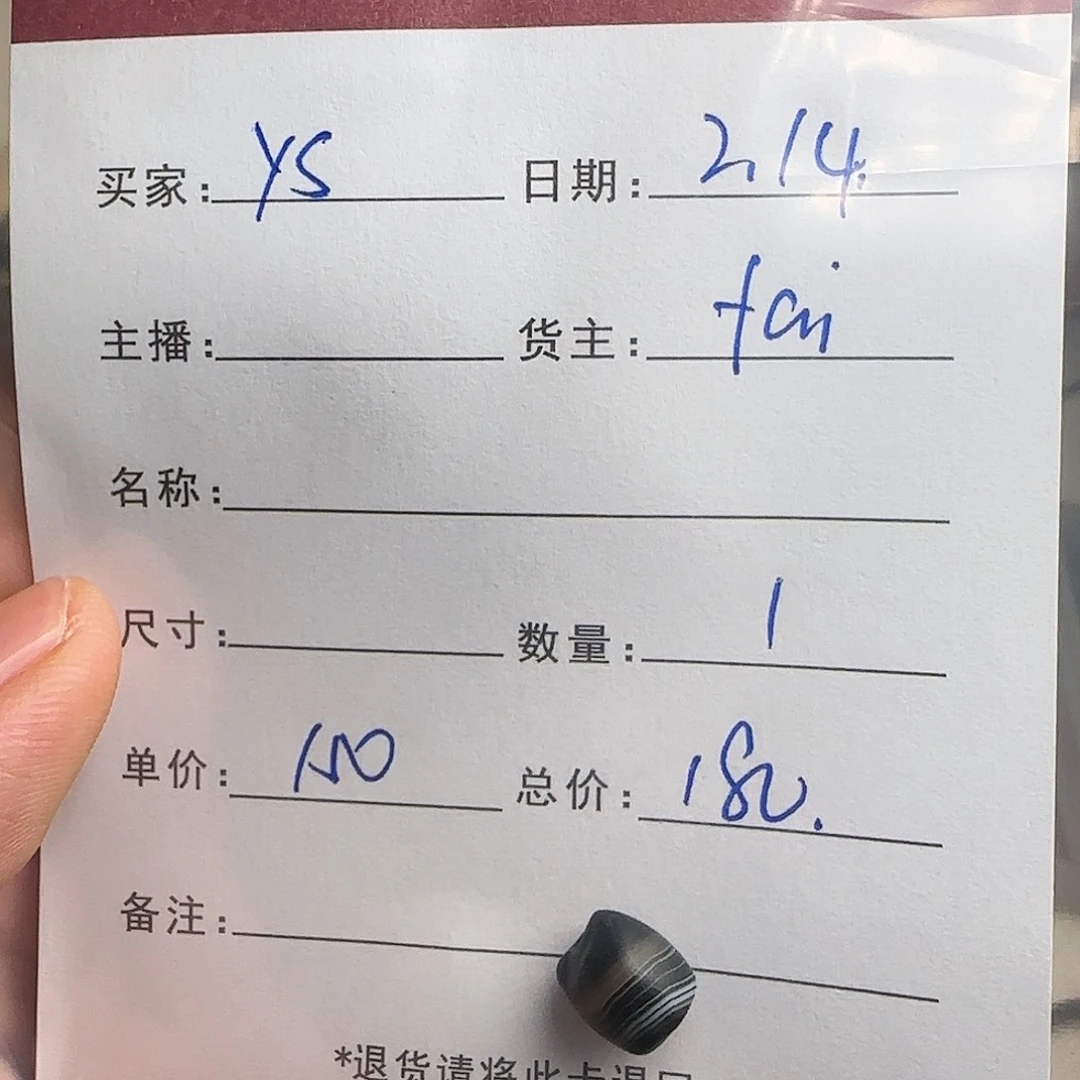 买家: YS 日期: 2.14.
主播: 货主: fai
名称:
尺寸: 数量: 1
单价: 150 总价: 180.
备注:
*退货请将此卡退回